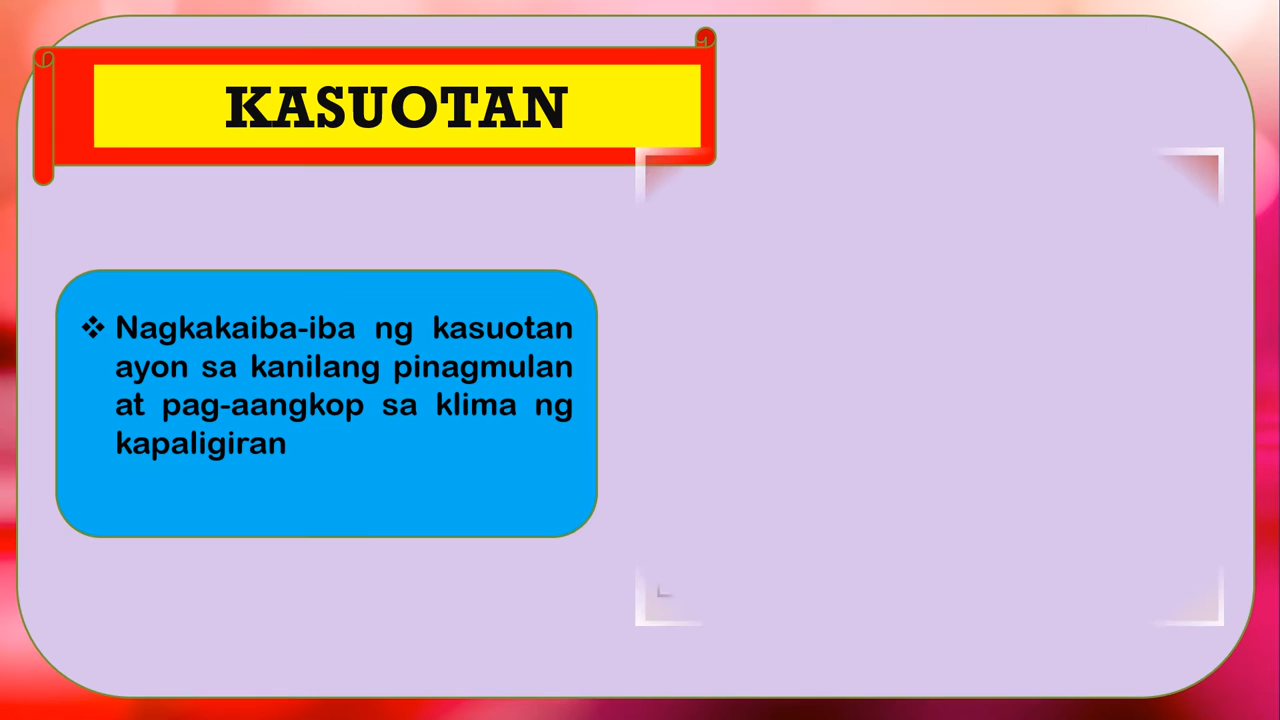 KASUOTAN
❖ Nagkakaiba-iba ng kasuotan
ayon sa kanilang pinagmulan
at pag-aangkop sa klima ng
kapaligiran